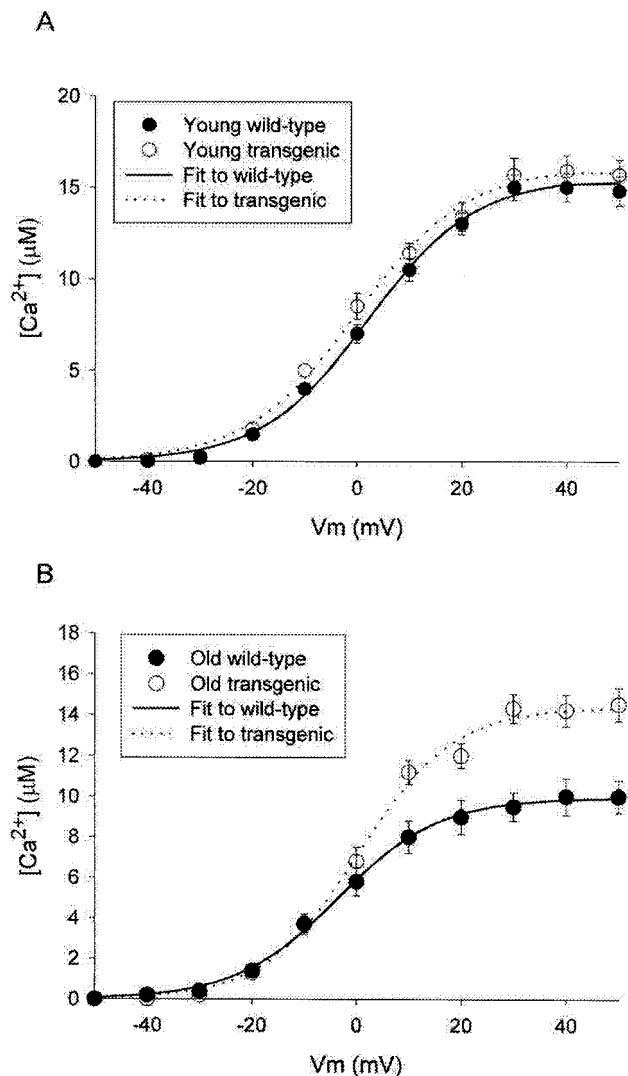 A
20
15
10
5
0
[Ca2+] (μM)
Young wild-type
Young transgenic
Fit to wild-type
Fit to transgenic
-40 -20 0 20 40
Vm (mV)
B
18
16
14
12
10
8
6
4
2
0
[Ca2+] (μM)
Old wild-type
Old transgenic
Fit to wild-type
Fit to transgenic
-40 -20 0 20 40
Vm (mV)